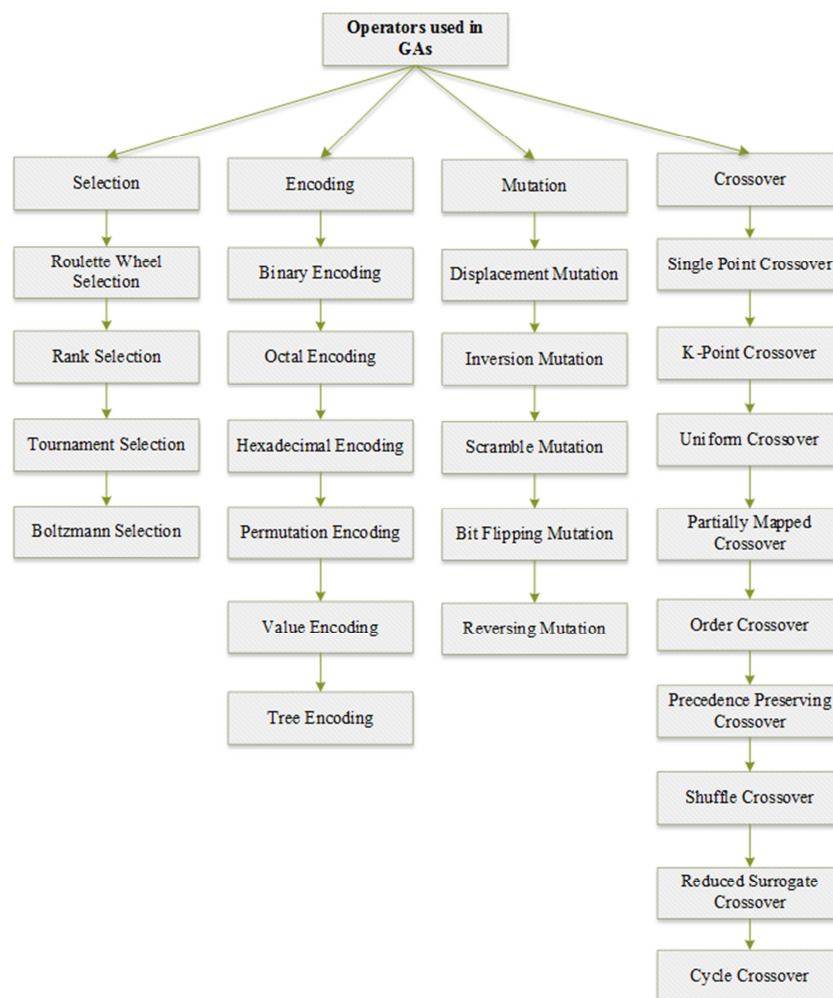 Operators used in
GAs
Selection
Roulette Wheel
Selection
Rank Selection
Tournament Selection
Boltzmann Selection
Encoding
Binary Encoding
Octal Encoding
Hexadecimal Encoding
Permutation Encoding
Value Encoding
Tree Encoding
Mutation
Displacement Mutation
Inversion Mutation
Scramble Mutation
Bit Flipping Mutation
Reversing Mutation
Crossover
Single Point Crossover
K-Point Crossover
Uniform Crossover
Partially Mapped
Crossover
Order Crossover
Precedence Preserving
Crossover
Shuffle Crossover
Reduced Surrogate
Crossover
Cycle Crossover